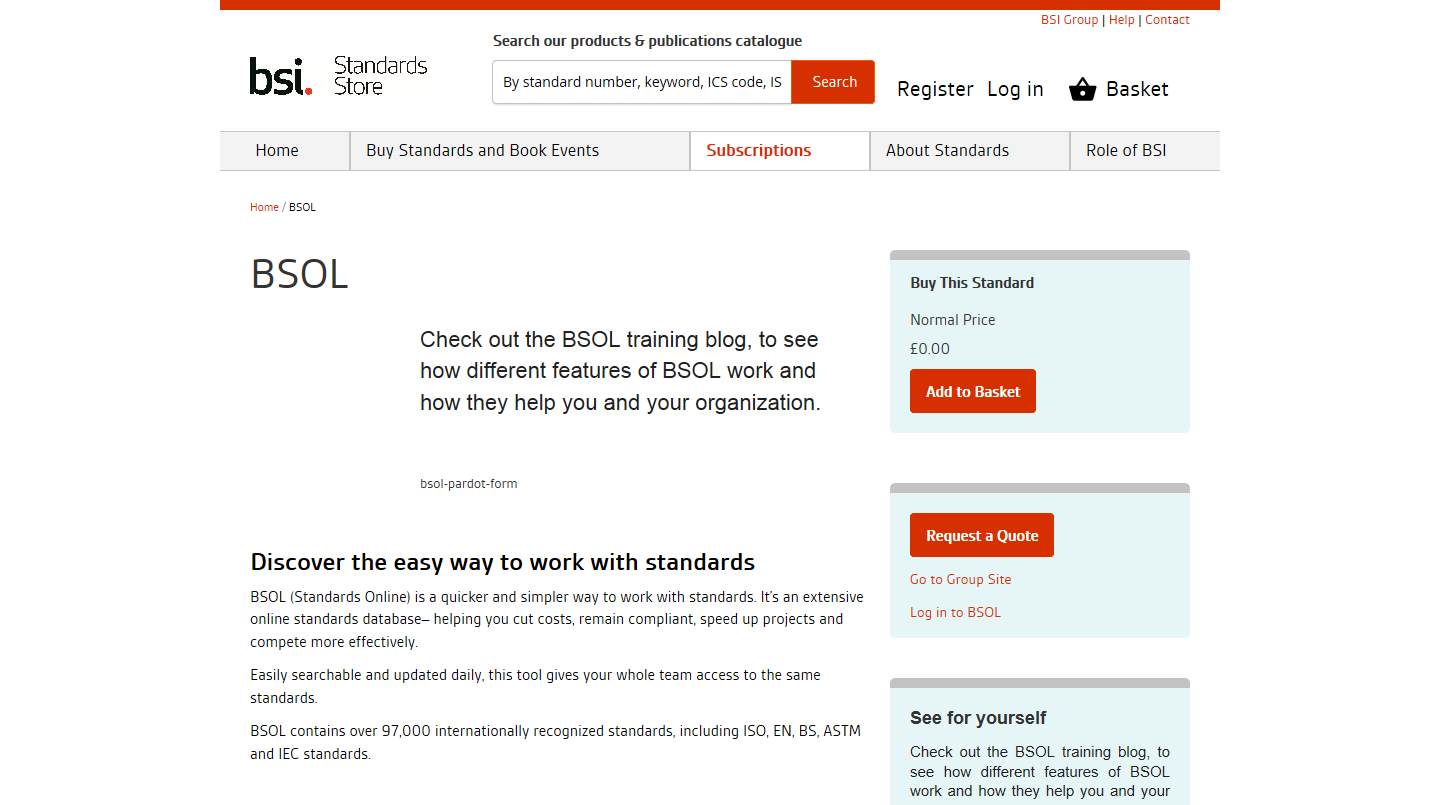 BSI Group | Help | Contact
Search our products & publications catalogue
bsi. Standards Store
By standard number, keyword, ICS code, IS
Search
Register Log in Basket
Home
Buy Standards and Book Events
Subscriptions
About Standards
Role of BSI
Home / BSOL
BSOL
Check out the BSOL training blog, to see
how different features of BSOL work and
how they help you and your organization.
bsol-pardot-form
Discover the easy way to work with standards
BSOL (Standards Online) is a quicker and simpler way to work with standards. It's an extensive
online standards database– helping you cut costs, remain compliant, speed up projects and
compete more effectively.
Easily searchable and updated daily, this tool gives your whole team access to the same
standards.
BSOL contains over 97,000 internationally recognized standards, including ISO, EN, BS, ASTM
and IEC standards.
Buy This Standard
Normal Price
£0.00
Add to Basket
Request a Quote
Go to Group Site
Log in to BSOL
See for yourself
Check out the BSOL training blog, to
see how different features of BSOL
work and how they help you and your